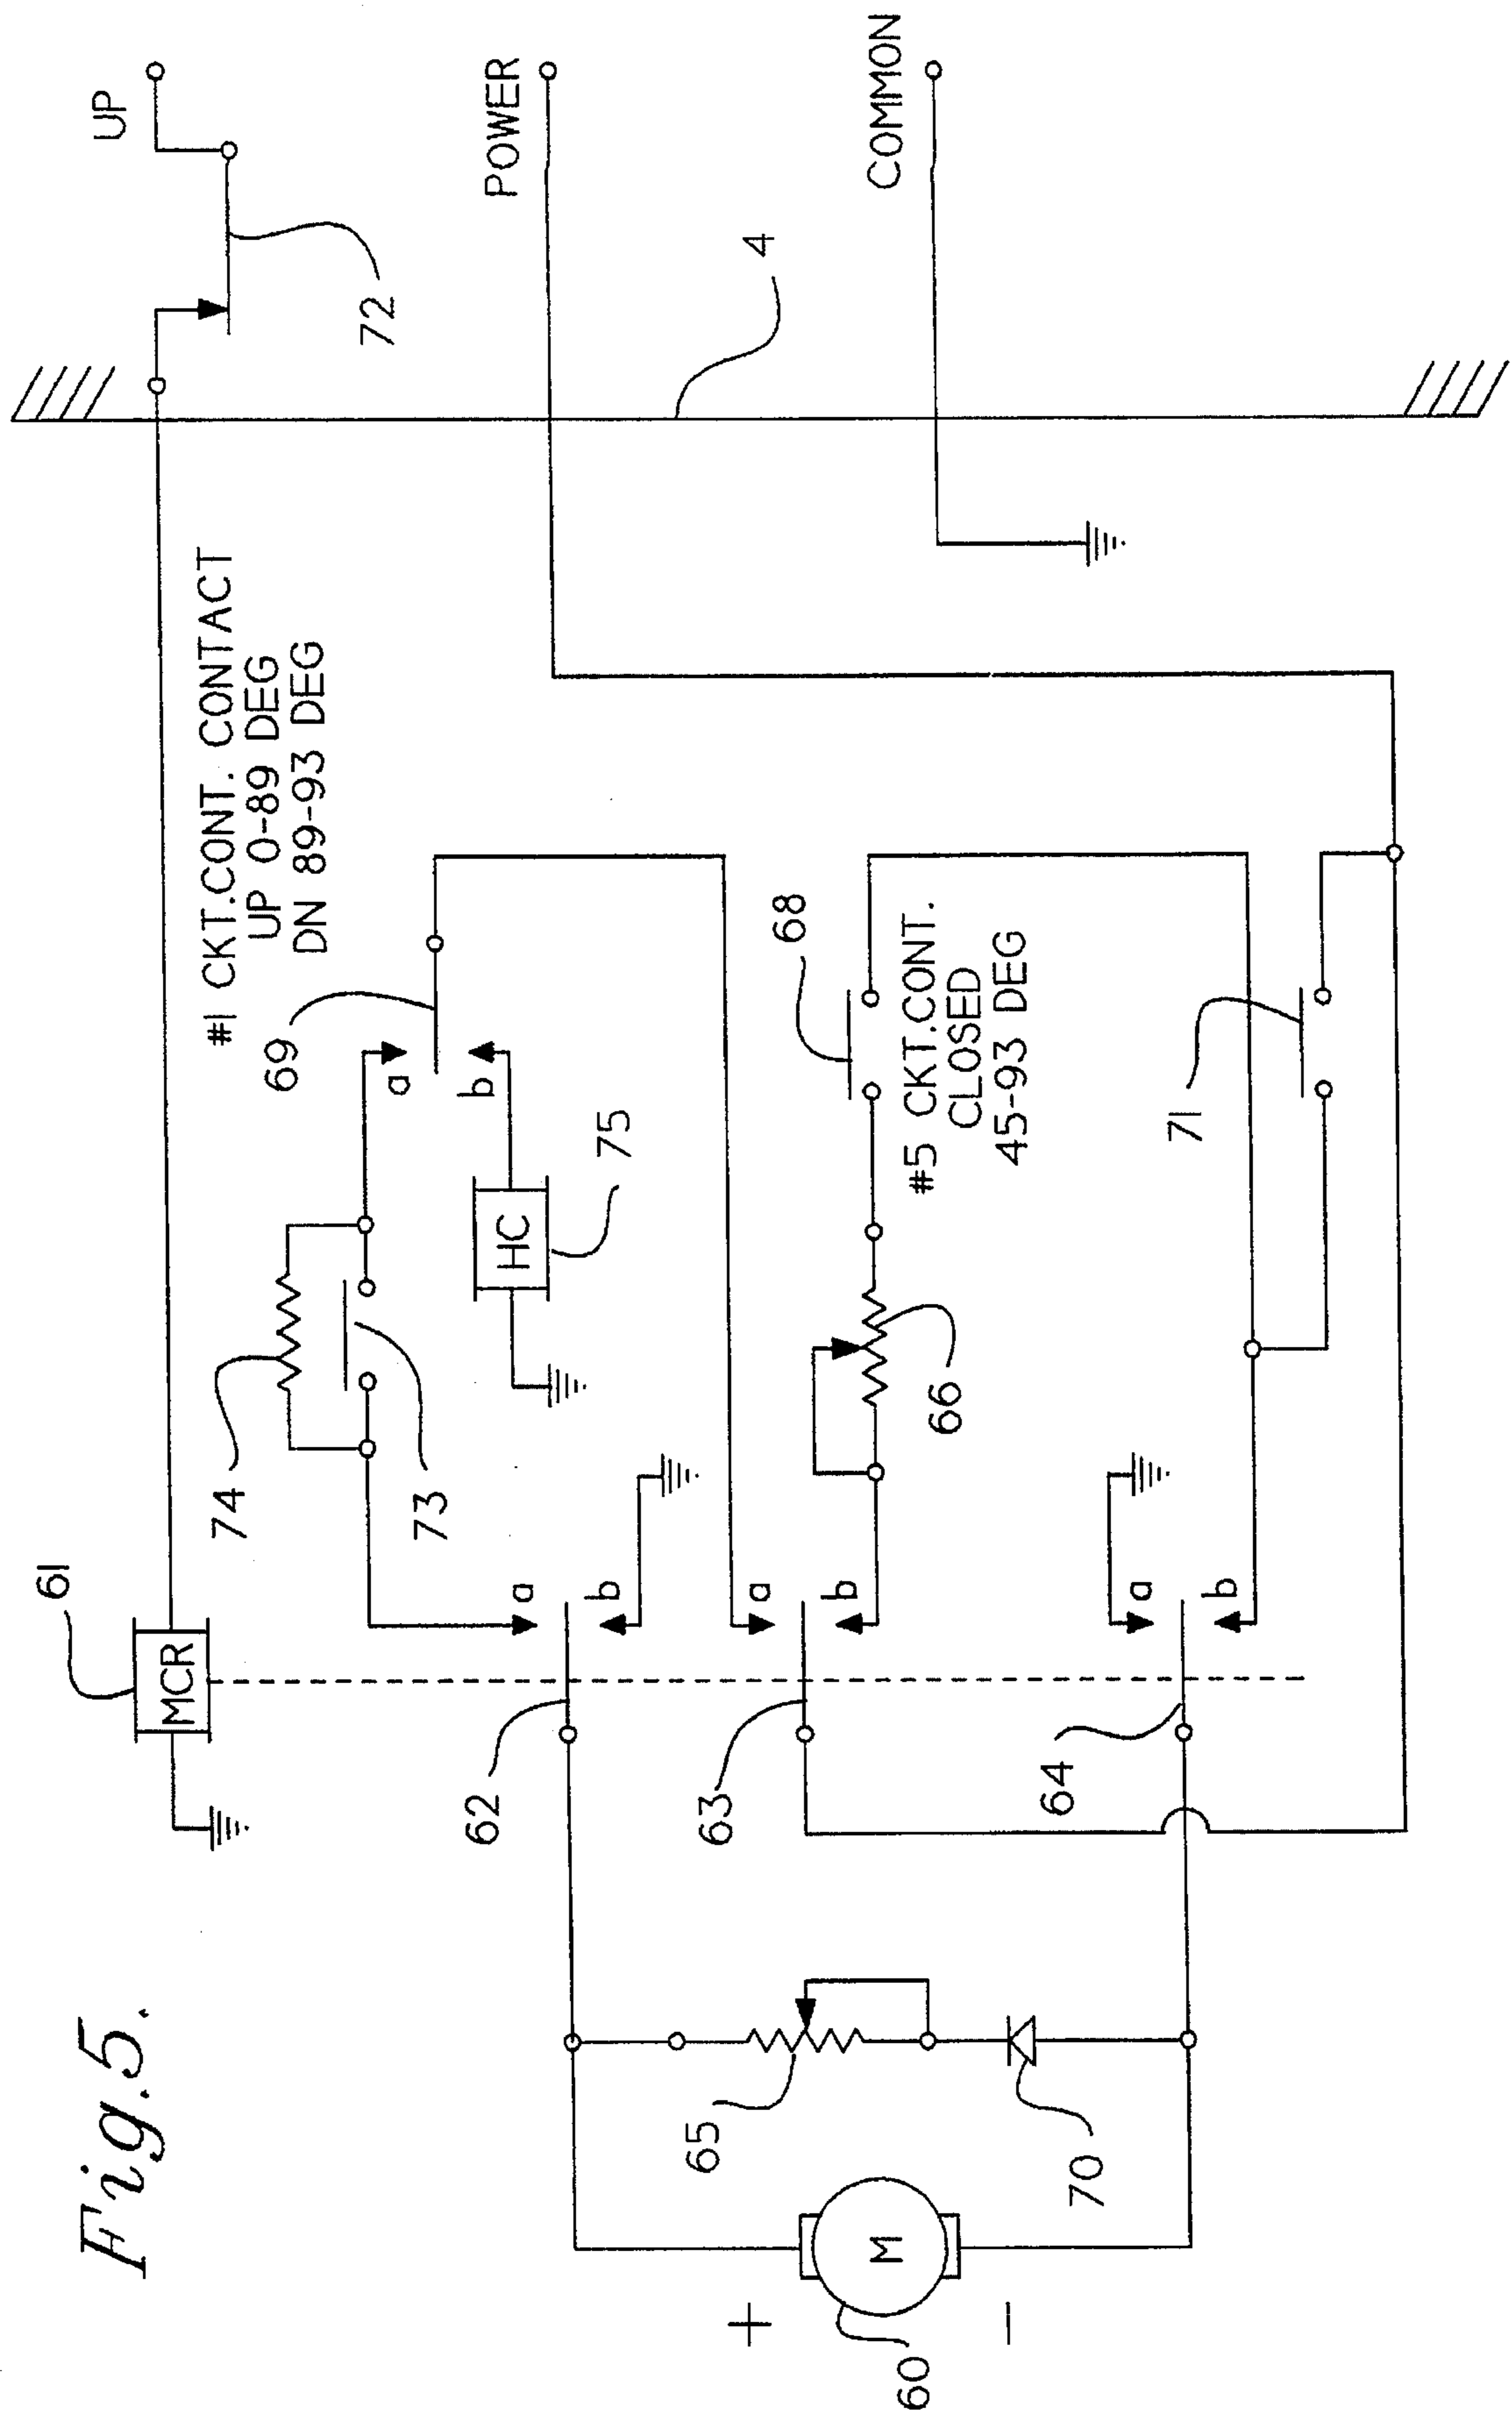 Fig.5.
61
MCR
UP
72
#1 CKT.CONT. CONTACT
UP 0-89 DEG
DN 89-93 DEG
74
73
69
a
b
HC
75
POWER
4
COMMON
62
a
b
63
a
b
66
68
#5 CKT.CONT.
CLOSED
45-93 DEG
64
a
b
71
65
70
+
M
-
60